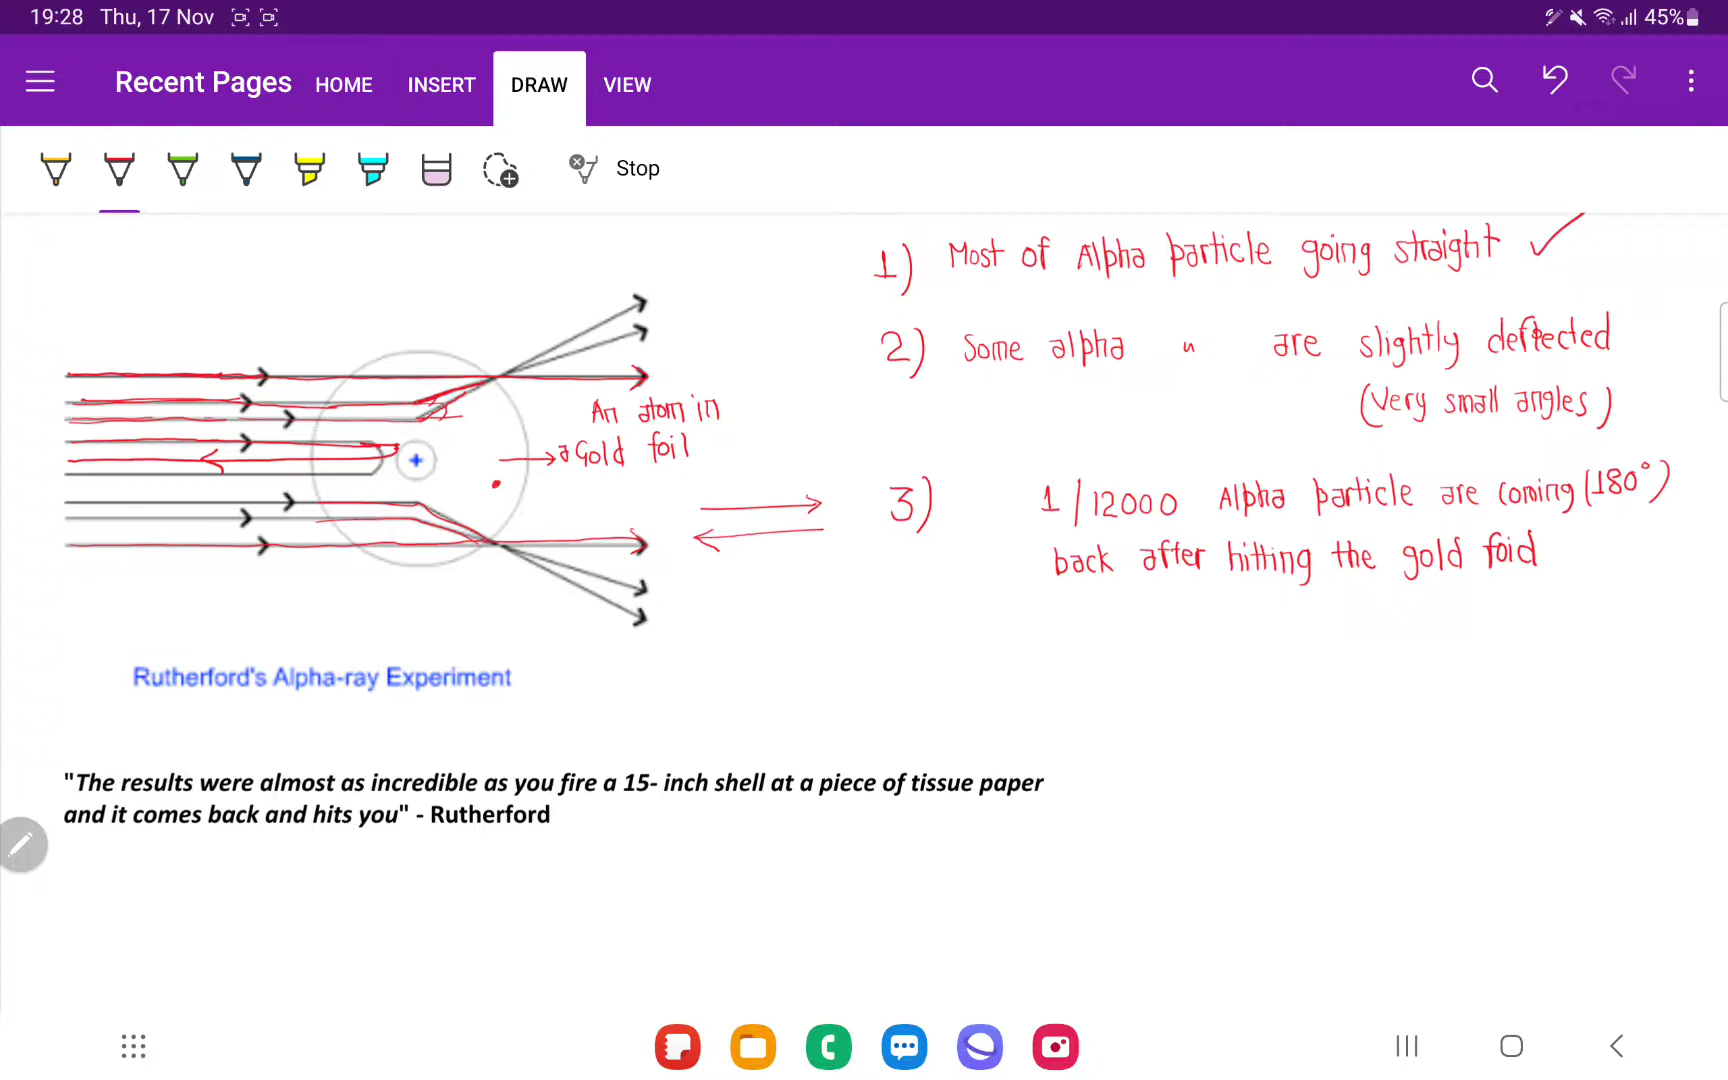 19:28 Thu, 17 Nov 45%
Recent Pages HOME INSERT DRAW VIEW
Stop
1) Most of Alpha particle going straight ✓
2) Some alpha " are slightly deflected
(Very small angles)
An atom in
a Gold foil
3) 1/12000 Alpha particle are coming (180°)
back after hitting the gold foid
+
Rutherford's Alpha-ray Experiment
"The results were almost as incredible as you fire a 15- inch shell at a piece of tissue paper
and it comes back and hits you" - Rutherford